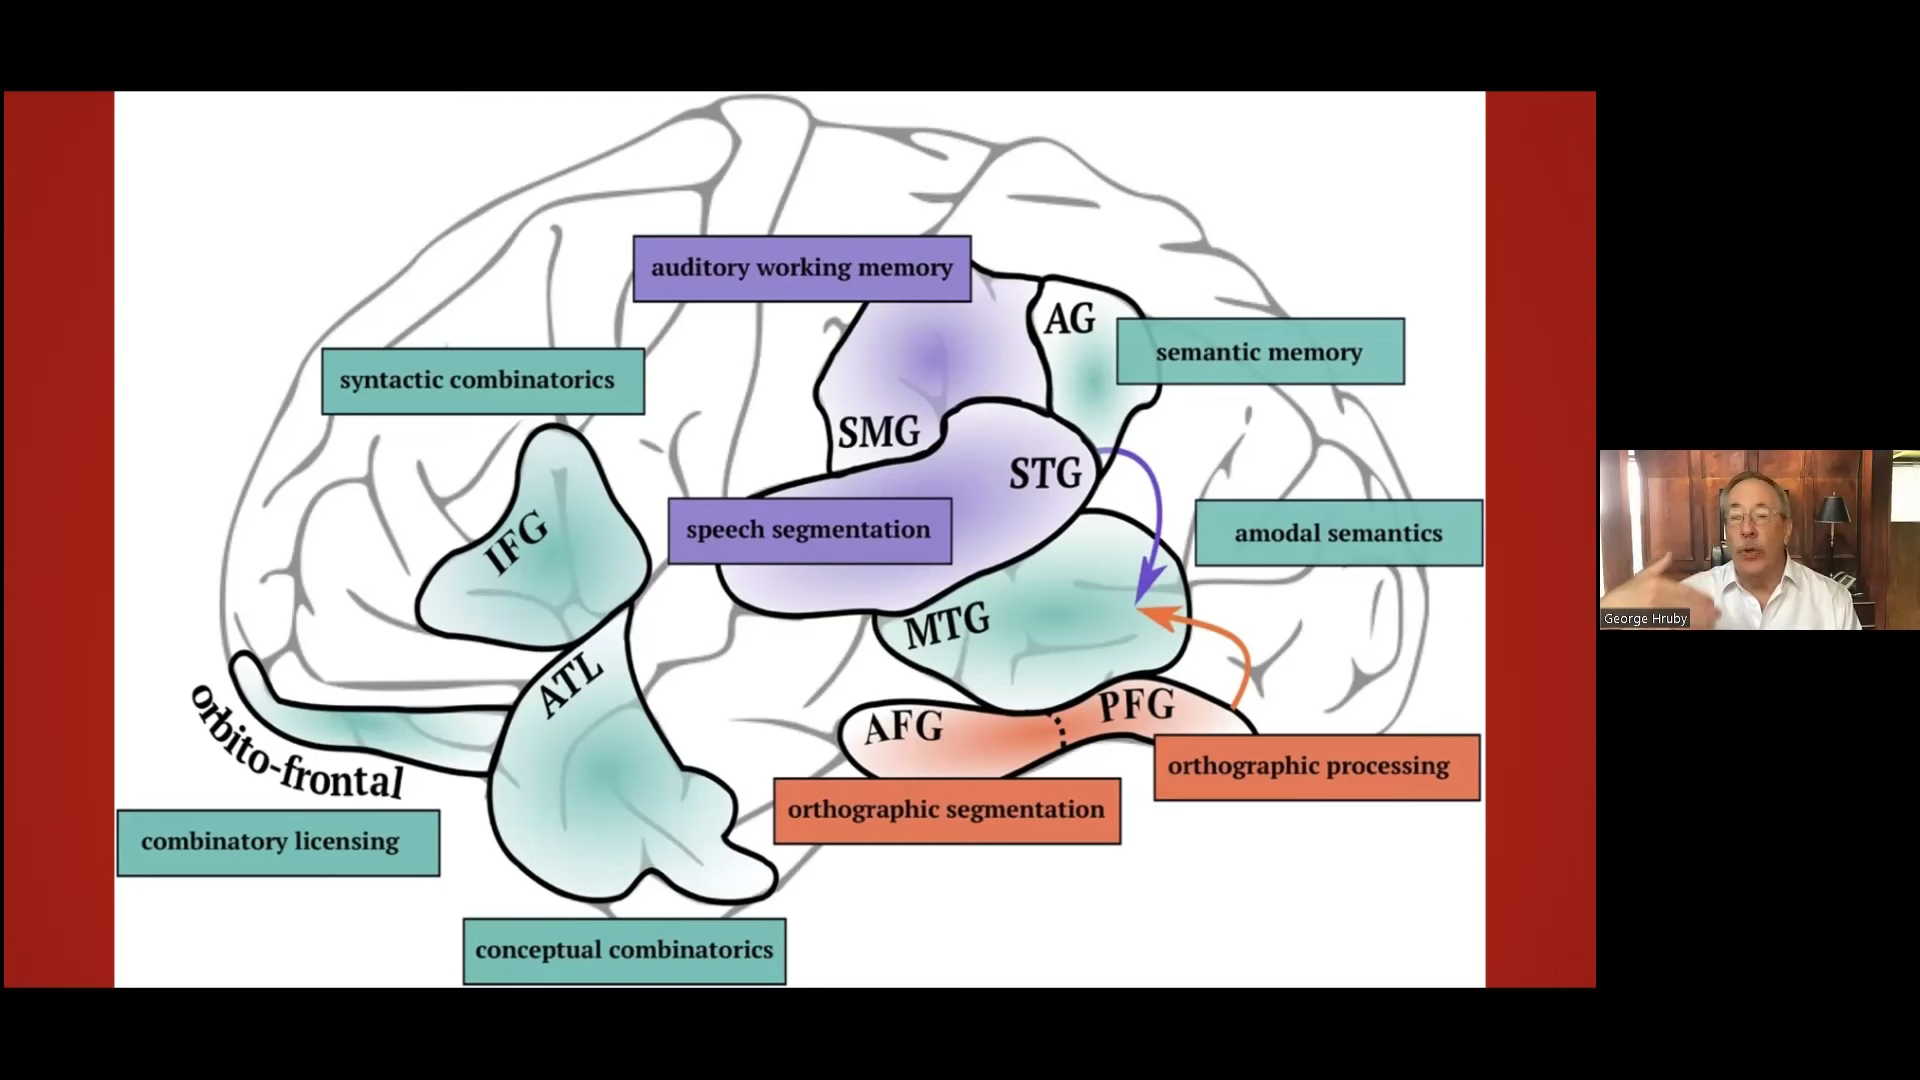 auditory working memory
AG
semantic memory
syntactic combinatorics
SMG
STG
IFG
speech segmentation
amodal semantics
MTG
ATL
George Hruby
orbito-frontal
AFG
PFG
orthographic processing
orthographic segmentation
combinatory licensing
conceptual combinatorics